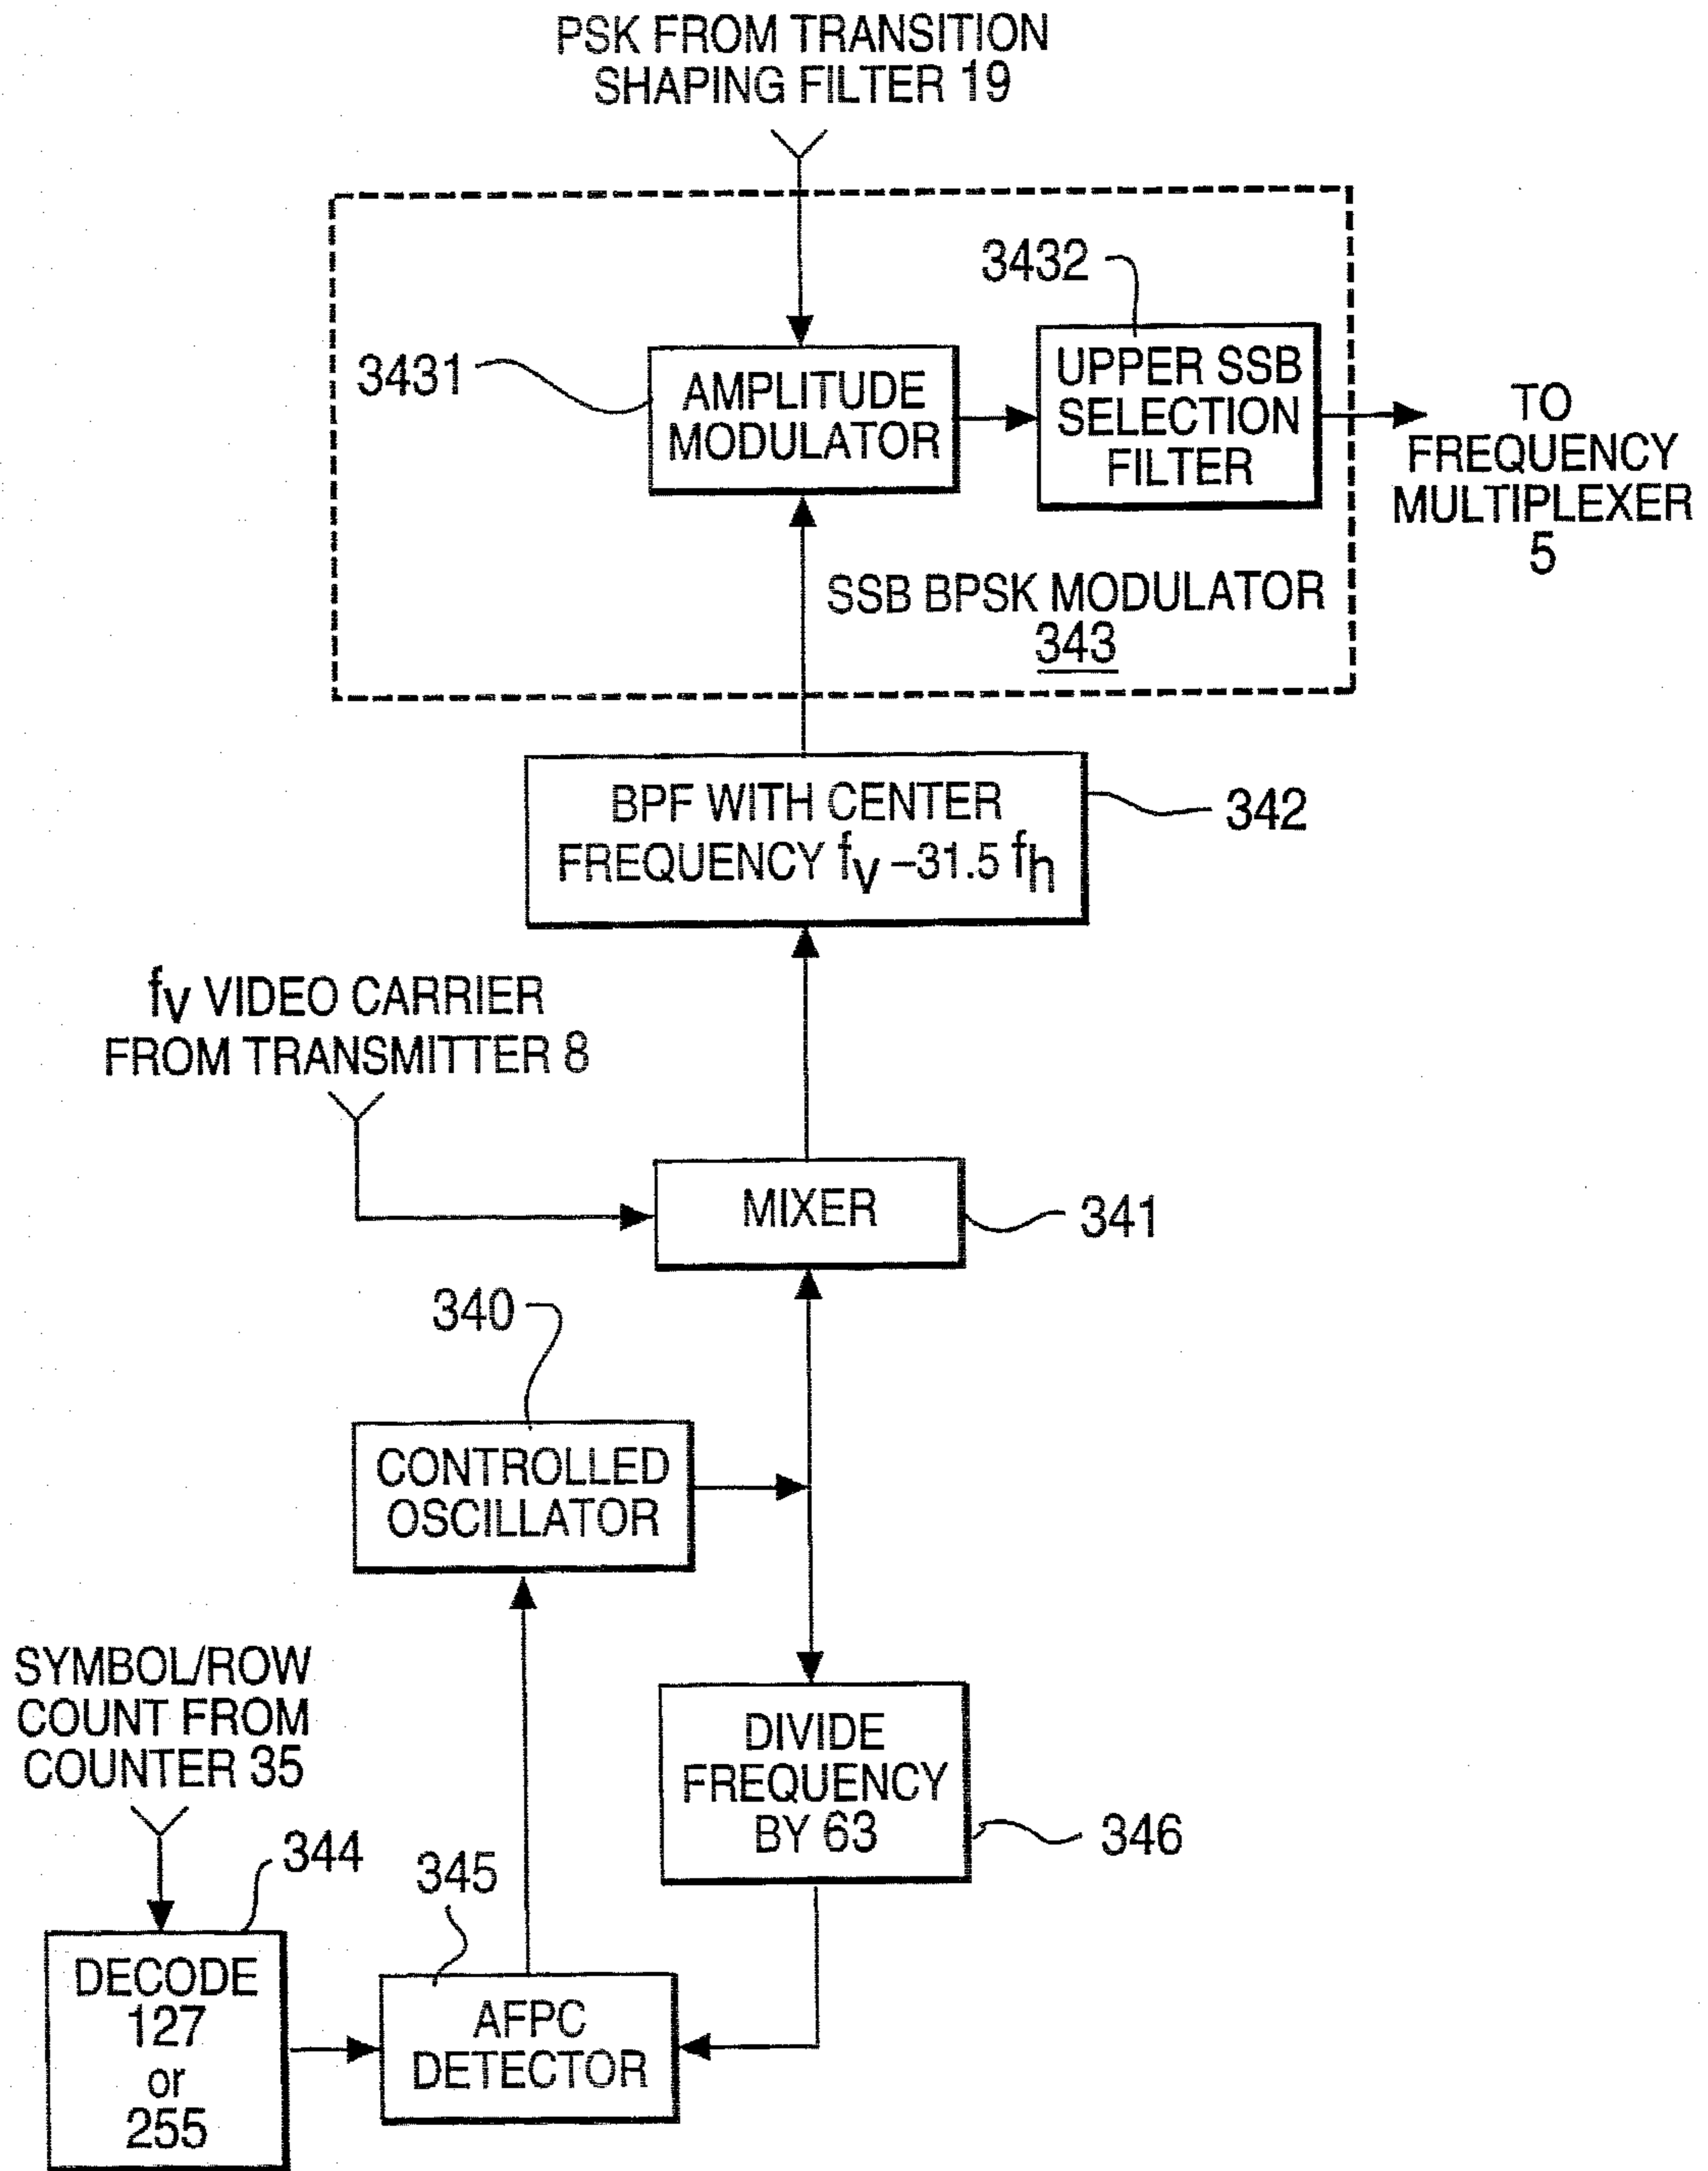 PSK FROM TRANSITION
SHAPING FILTER 19
3432
3431
AMPLITUDE
MODULATOR
UPPER SSB
SELECTION
FILTER
TO
FREQUENCY
MULTIPLEXER
5
SSB BPSK MODULATOR
343
BPF WITH CENTER
FREQUENCY fv –31.5 fh
342
fv VIDEO CARRIER
FROM TRANSMITTER 8
MIXER
341
340
CONTROLLED
OSCILLATOR
SYMBOL/ROW
COUNT FROM
COUNTER 35
DIVIDE
FREQUENCY
BY 63
346
344
345
DECODE
127
or
255
AFPC
DETECTOR